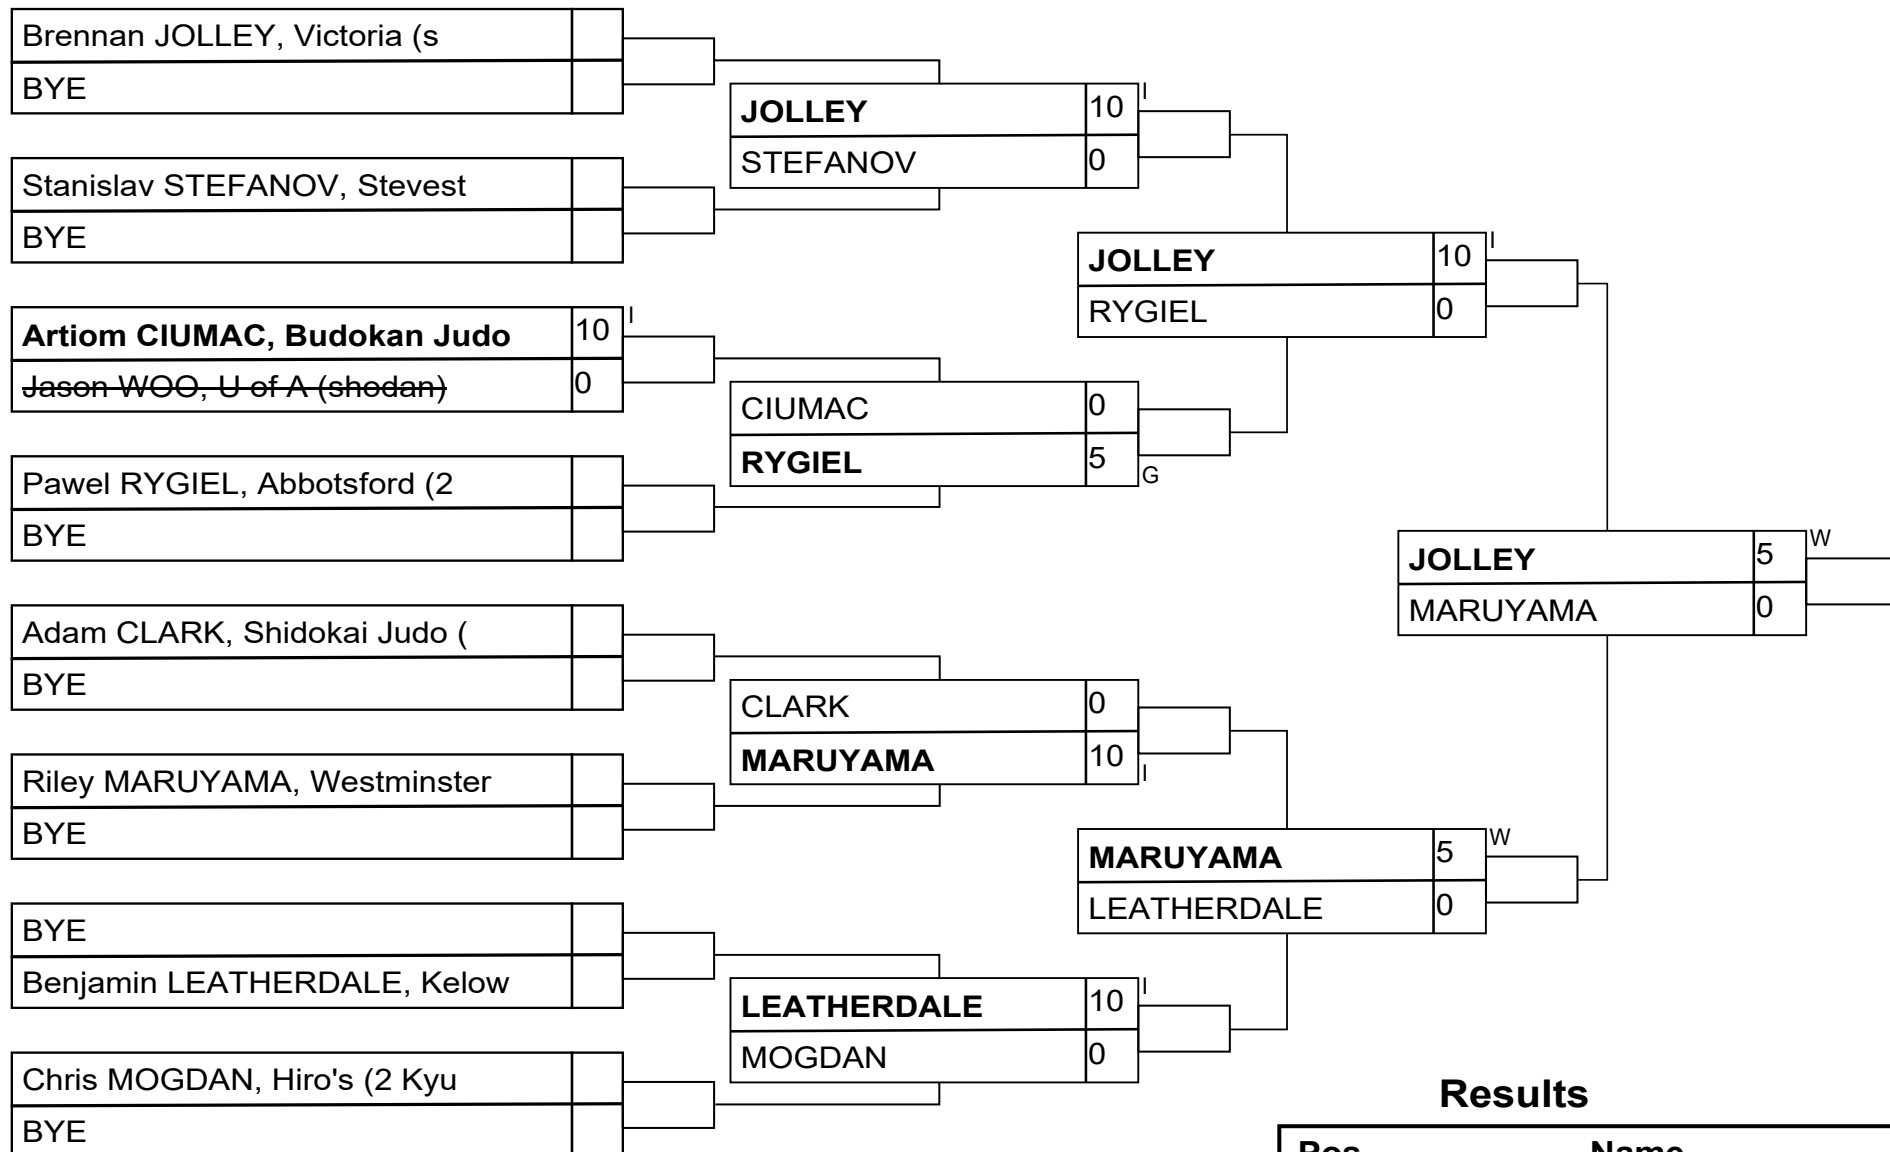 Brennan JOLLEY, Victoria (s
BYE
Stanislav STEFANOV, Stevest
BYE
Artiom CIUMAC, Budokan Judo 10 I
Jason WOO, U of A (shodan) 0
Pawel RYGIEL, Abbotsford (2
BYE
Adam CLARK, Shidokai Judo (
BYE
Riley MARUYAMA, Westminster
BYE
BYE
Benjamin LEATHERDALE, Kelow
Chris MOGDAN, Hiro's (2 Kyu
BYE
JOLLEY 10 I
STEFANOV 0
CIUMAC 0
RYGIEL 5 G
CLARK 0
MARUYAMA 10 I
LEATHERDALE 10 I
MOGDAN 0
JOLLEY 10 I
RYGIEL 0
MARUYAMA 5 W
LEATHERDALE 0
JOLLEY 5 W
MARUYAMA 0
Results
Pos Name